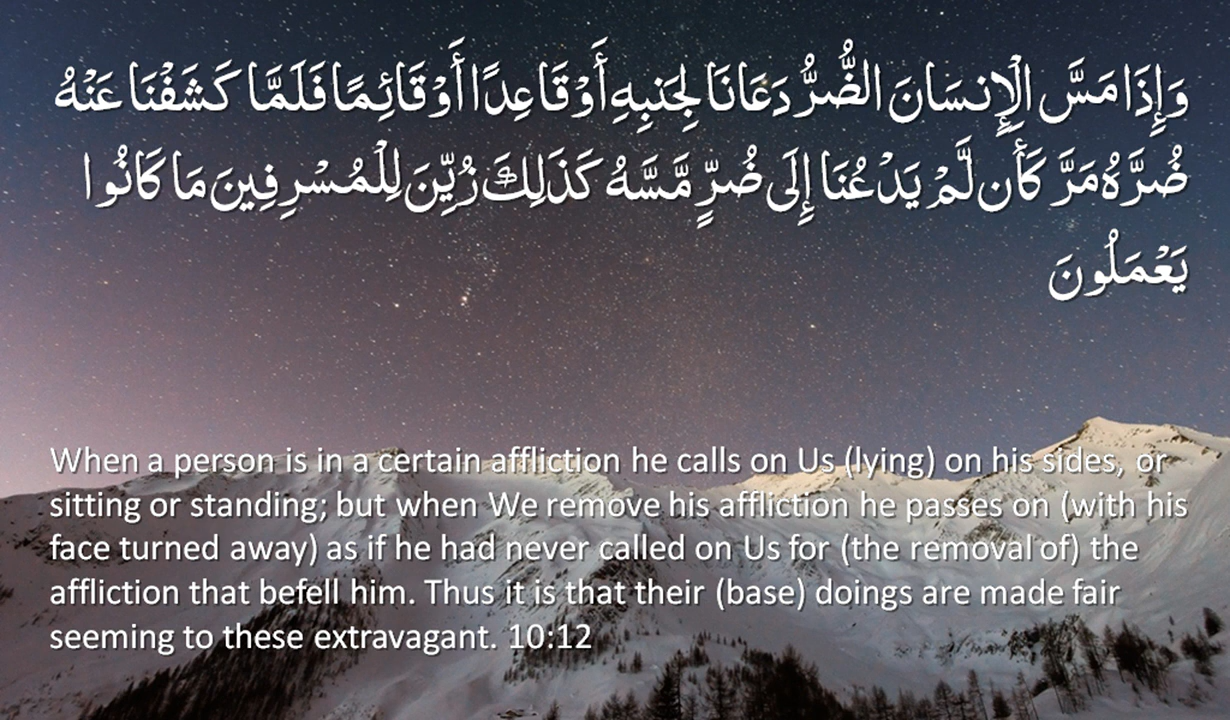 وَإِذَا مَسَّ الْإِنسَانَ الضُّرُّ دَعَانَا لِجَنبِهِ أَوْ قَاعِدًا أَوْ قَائِمًا فَلَمَّا كَشَفْنَا عَنْهُ
ضُرَّهُ مَرَّ كَأَن لَّمْ يَدْعُنَا إِلَى ضُرٍّ مَّسَّهُ كَذَلِكَ زُيِّنَ لِلْمُسْرِفِينَ مَا كَانُوا
يَعْمَلُونَ
When a person is in a certain affliction he calls on Us (lying) on his sides, or
sitting or standing; but when We remove his affliction he passes on (with his
face turned away) as if he had never called on Us for (the removal of) the
affliction that befell him. Thus it is that their (base) doings are made fair
seeming to these extravagant. 10:12